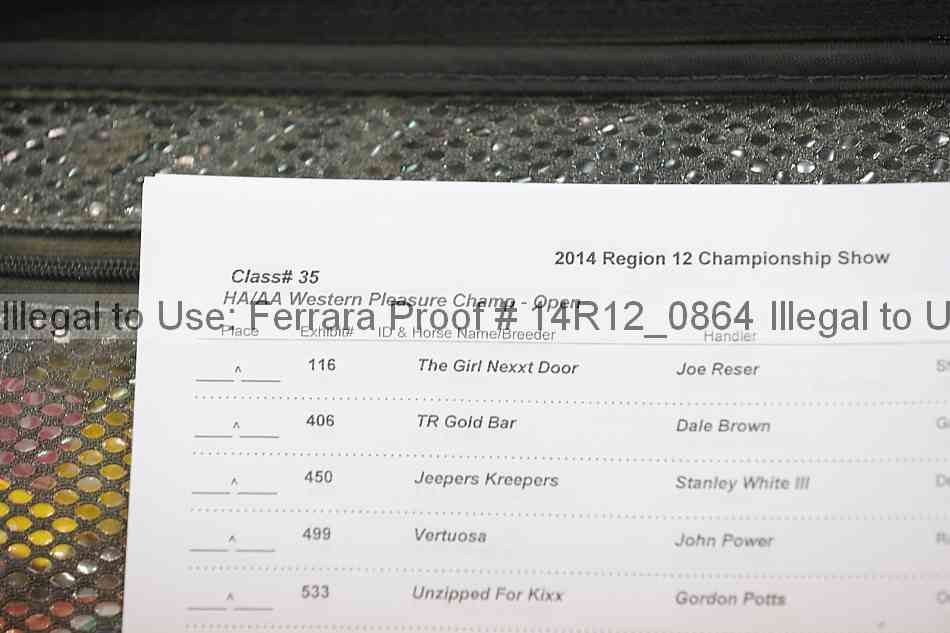 2014 Region 12 Championship Show
Class# 35
HA/AA Western Pleasure Champ - Open
Illegal to Use: Ferrara Proof # 14R12_0864 Illegal to U
Place Exhibit# ID & Horse Name/Breeder Handler
^ 116 The Girl Nexxt Door Joe Reser
^ 406 TR Gold Bar Dale Brown
^ 450 Jeepers Kreepers Stanley White III
^ 499 Vertuosa John Power
^ 533 Unzipped For Kixx Gordon Potts